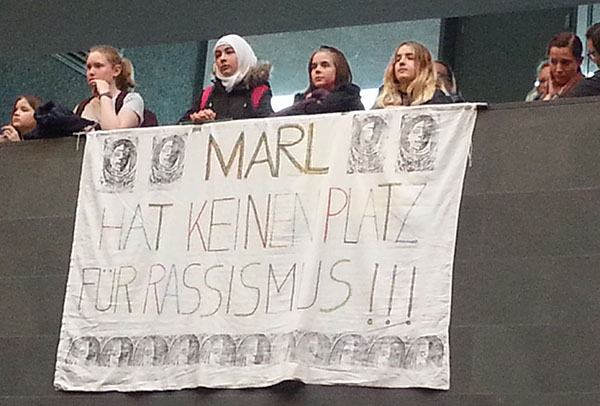 MARL
HAT KEINEN PLATZ
FÜR RASSISMUS!!!